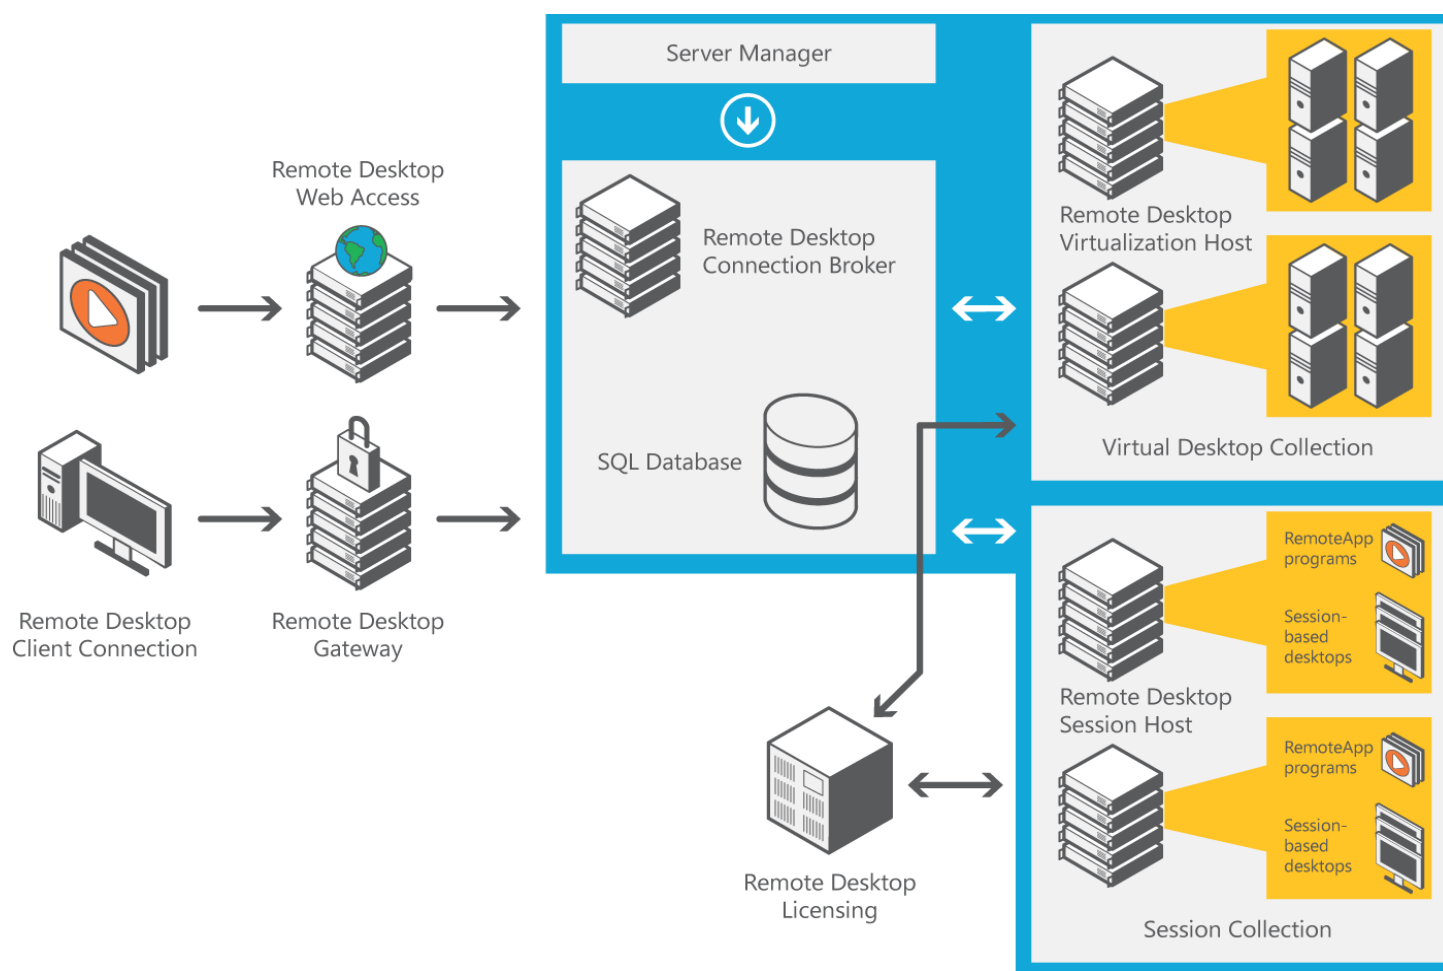 Server Manager
Remote Desktop
Web Access
Remote Desktop
Connection Broker
SQL Database
Remote Desktop
Client Connection
Remote Desktop
Gateway
Remote Desktop
Licensing
Remote Desktop
Virtualization Host
Virtual Desktop Collection
RemoteApp
programs
Session-
based
desktops
Remote Desktop
Session Host
RemoteApp
programs
Session-
based
desktops
Session Collection